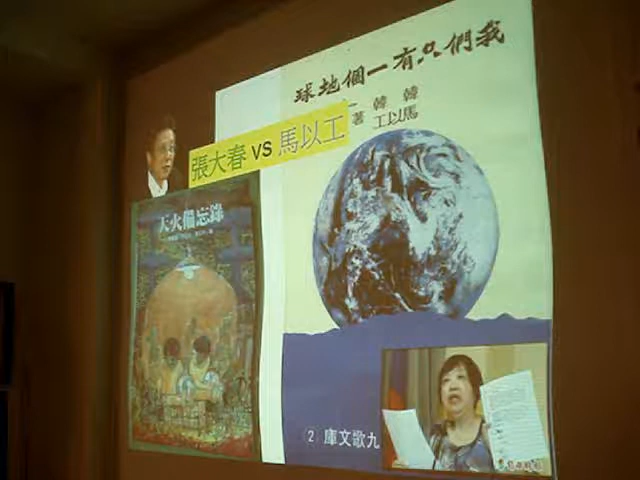 我們只有一個地球
韓韓
馬以工著
張大春 vs 馬以工
天火備忘錄
九歌文庫 ②